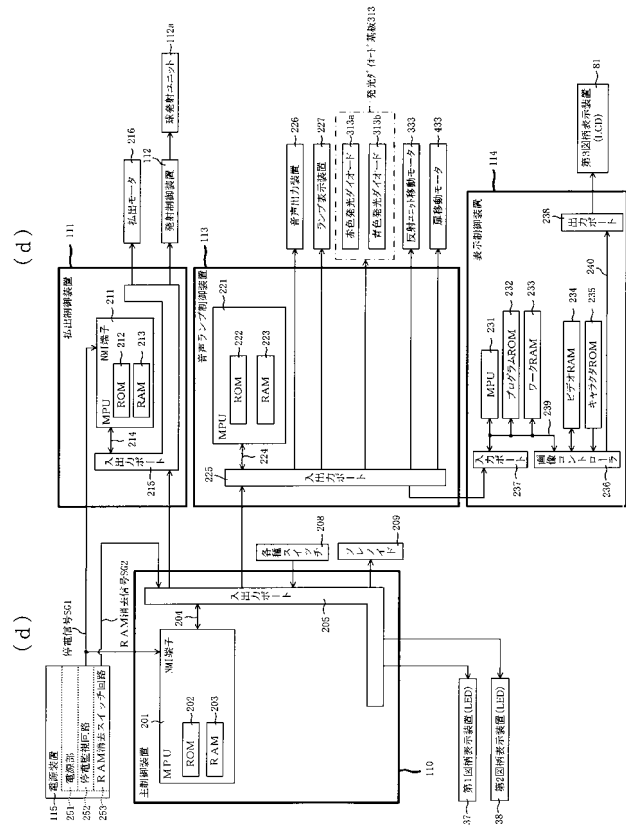 (d)
(d)
115
電源装置
251
電源部
252
停電監視回路
253
RAM消去スイッチ回路
停電信号SG1
RAM消去信号SG2
主制御装置
110
201
MPU
NMI端子
ROM
202
RAM
203
204
入出力ポート
205
各種スイッチ
208
ソレノイド
209
37
第1図柄表示装置(LED)
38
第2図柄表示装置(LED)
払出制御装置
111
MPU
NMI端子
211
ROM
212
RAM
213
214
入出力ポート
215
払出モータ
216
発射制御装置
112
球発射ユニット
112a
音声ランプ制御装置
113
MPU
221
ROM
222
RAM
223
224
225
入出力ポート
音声出力装置
226
ランプ表示装置
227
発光ダイオード基板313
赤色発光ダイオード
313a
青色発光ダイオード
313b
反射ユニット移動モータ
333
扉移動モータ
433
表示制御装置
114
MPU
231
プログラムROM
232
ワークRAM
233
239
ビデオRAM
234
キャラクタROM
235
入力ポート
237
画像コントローラ
236
出力ポート
238
240
第3図柄表示装置
(LCD)
81